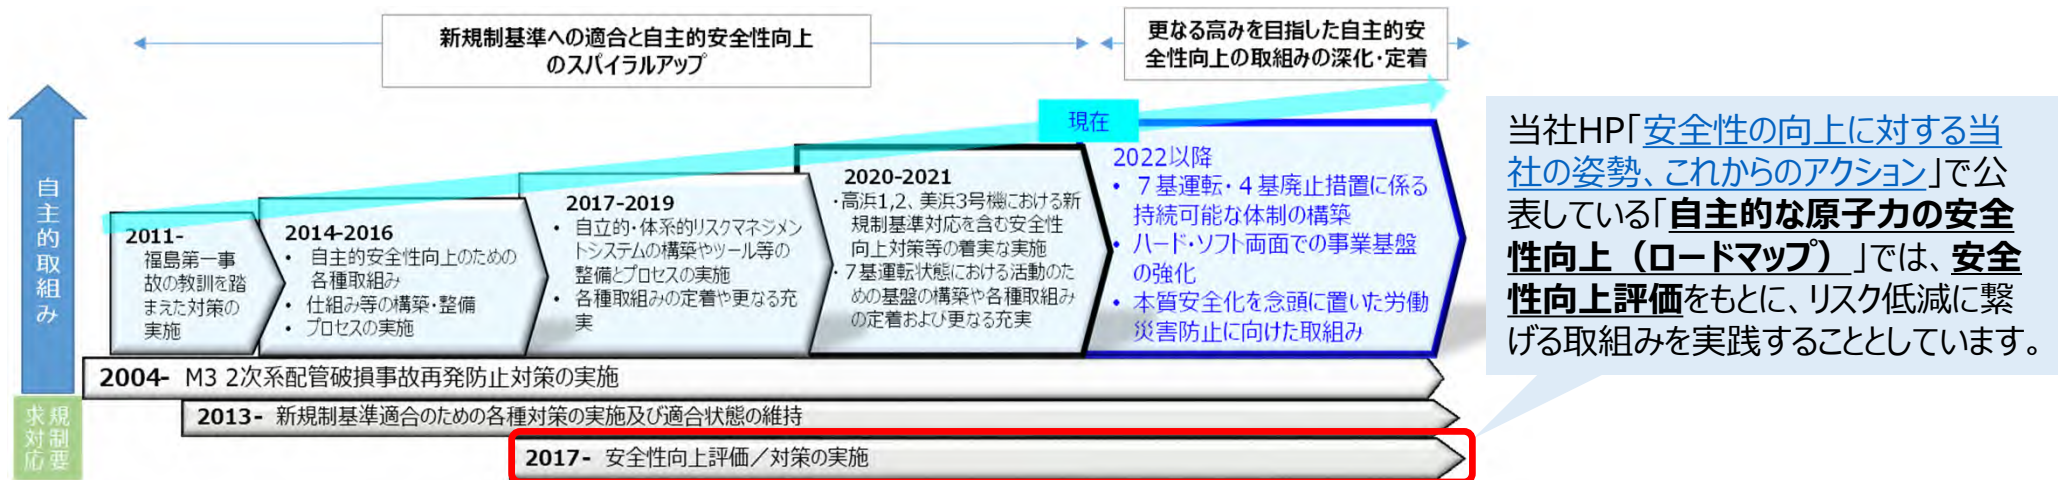 新規制基準への適合と自主的安全性向上
のスパイラルアップ
更なる高みを目指した自主的安
全性向上の取組みの深化・定着
現在
自主的取組み
規制要
求対応
2011-
福島第一事
故の教訓を踏
まえた対策の
実施
2014-2016
• 自主的安全性向上のための
各種取組み
• 仕組み等の構築・整備
• プロセスの実施
2017-2019
• 自立的・体系的リスクマネジメン
トシステムの構築やツール等の
整備とプロセスの実施
• 各種取組みの定着や更なる充
実
2020-2021
・高浜1,2、美浜3号機における新
規制基準対応を含む安全性
向上対策等の着実な実施
・７基運転状態における活動のた
めの基盤の構築や各種取組み
の定着および更なる充実
2022以降
• ７基運転・４基廃止措置に係る
持続可能な体制の構築
• ハード・ソフト両面での事業基盤
の強化
• 本質安全化を念頭に置いた労働
災害防止に向けた取組み
2004- M3 2次系配管破損事故再発防止対策の実施
2013- 新規制基準適合のための各種対策の実施及び適合状態の維持
2017- 安全性向上評価／対策の実施
当社HP「安全性の向上に対する当
社の姿勢、これからのアクション」で公
表している「自主的な原子力の安全
性向上（ロードマップ）」では、安全
性向上評価をもとに、リスク低減に繋
げる取組みを実践することとしています。